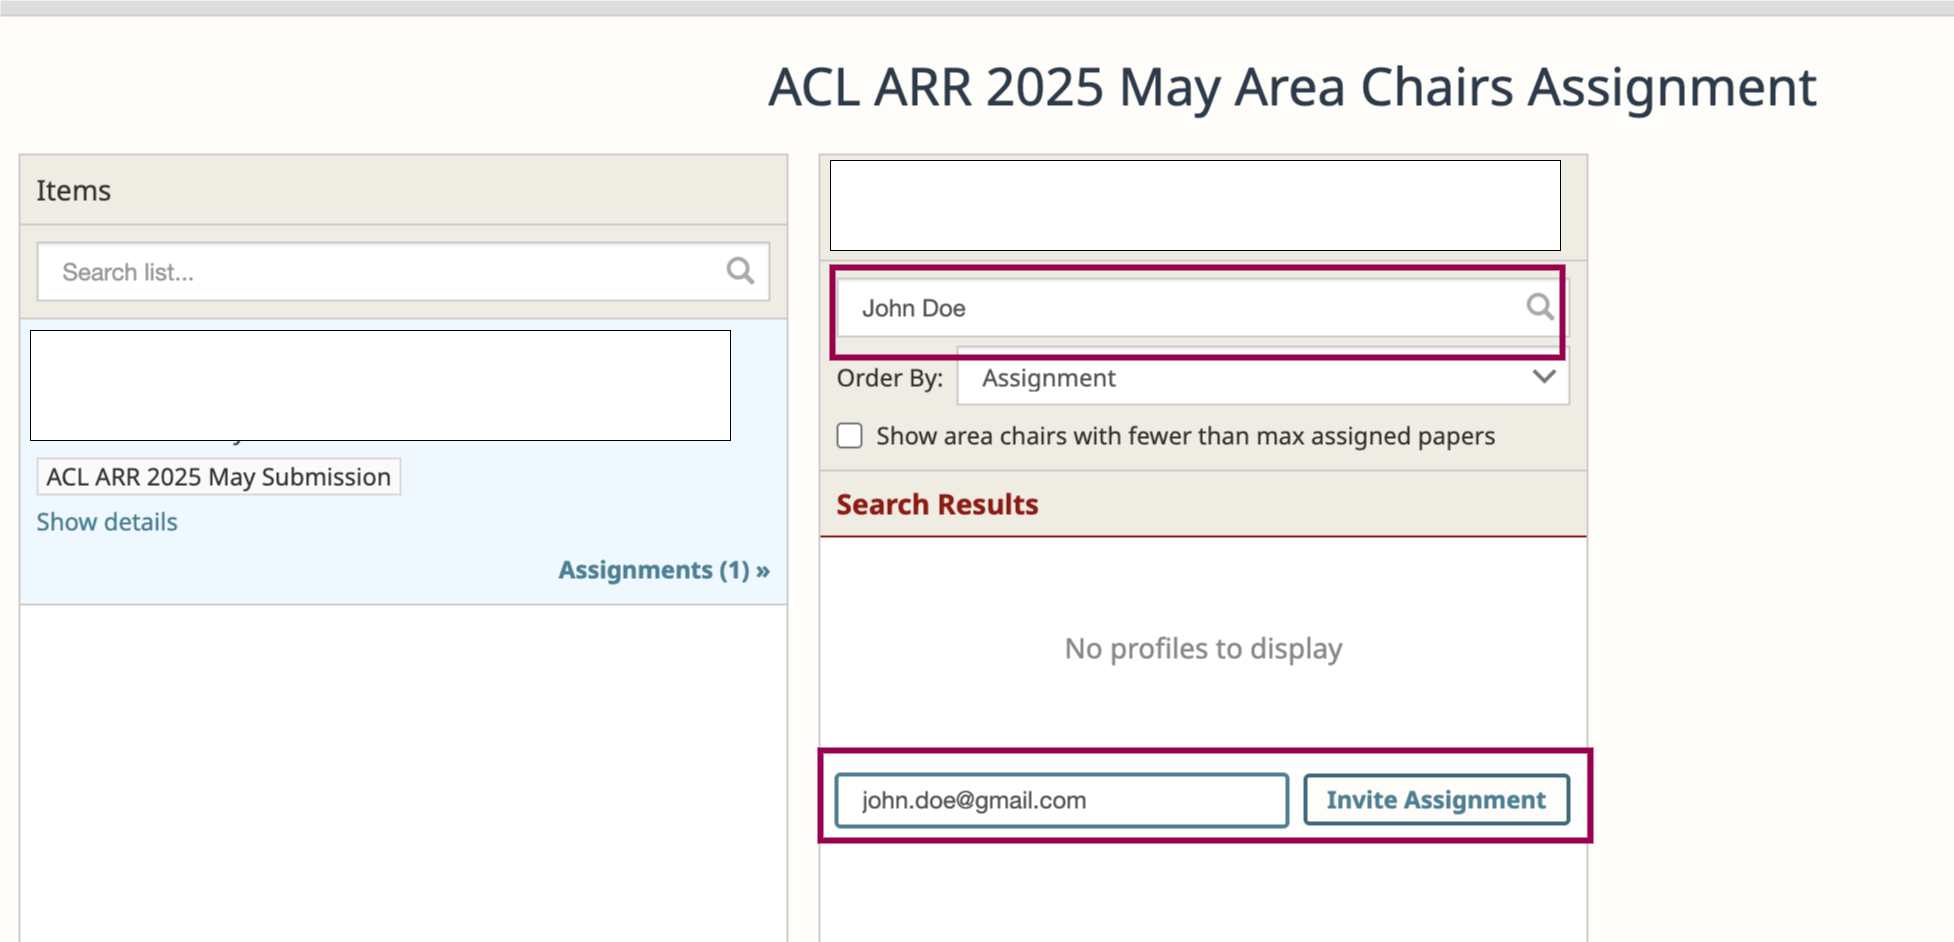 ACL ARR 2025 May Area Chairs Assignment
Items
Search list...
ACL ARR 2025 May Submission
Show details
Assignments (1) »
John Doe
Order By: Assignment
Show area chairs with fewer than max assigned papers
Search Results
No profiles to display
john.doe@gmail.com Invite Assignment